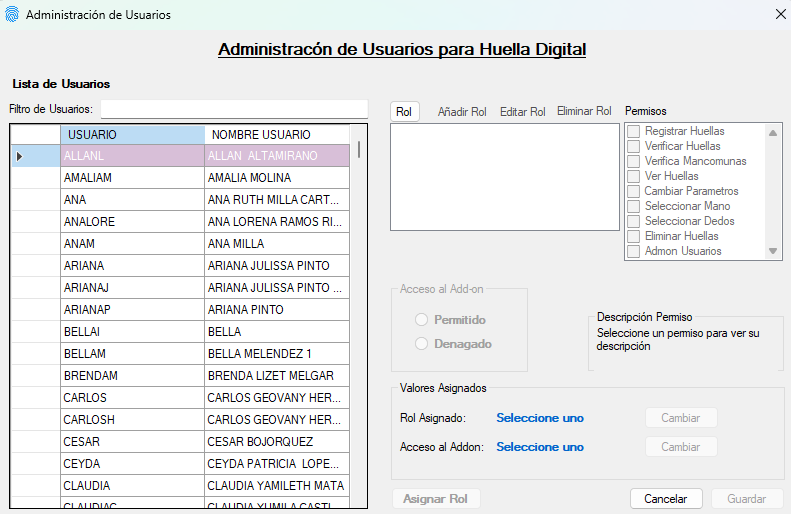 Administración de Usuarios
Administracón de Usuarios para Huella Digital
Lista de Usuarios
Filtro de Usuarios:
USUARIO NOMBRE USUARIO
ALLANL ALLAN ALTAMIRANO
AMALIAM AMALIA MOLINA
ANA ANA RUTH MILLA CART...
ANALORE ANA LORENA RAMOS RI...
ANAM ANA MILLA
ARIANA ARIANA JULISSA PINTO
ARIANAJ ARIANA JULISSA PINTO ...
ARIANAP ARIANA PINTO
BELLAI BELLA
BELLAM BELLA MELENDEZ 1
BRENDAM BRENDA LIZET MELGAR
CARLOS CARLOS GEOVANY HER...
CARLOSH CARLOS GEOVANY HER...
CESAR CESAR BOJORQUEZ
CEYDA CEYDA PATRICIA LOPE...
CLAUDIA CLAUDIA YAMILETH MATA
CLAUDIAG CLAUDIA YUMILA CASTI
Rol Añadir Rol Editar Rol Eliminar Rol Permisos
Registrar Huellas
Verificar Huellas
Verifica Mancomunas
Ver Huellas
Cambiar Parametros
Seleccionar Mano
Seleccionar Dedos
Eliminar Huellas
Admon Usuarios
Acceso al Add-on
Permitido
Denagado
Descripción Permiso
Seleccione un permiso para ver su
descripción
Valores Asignados
Rol Asignado: Seleccione uno Cambiar
Acceso al Addon: Seleccione uno Cambiar
Asignar Rol Cancelar Guardar